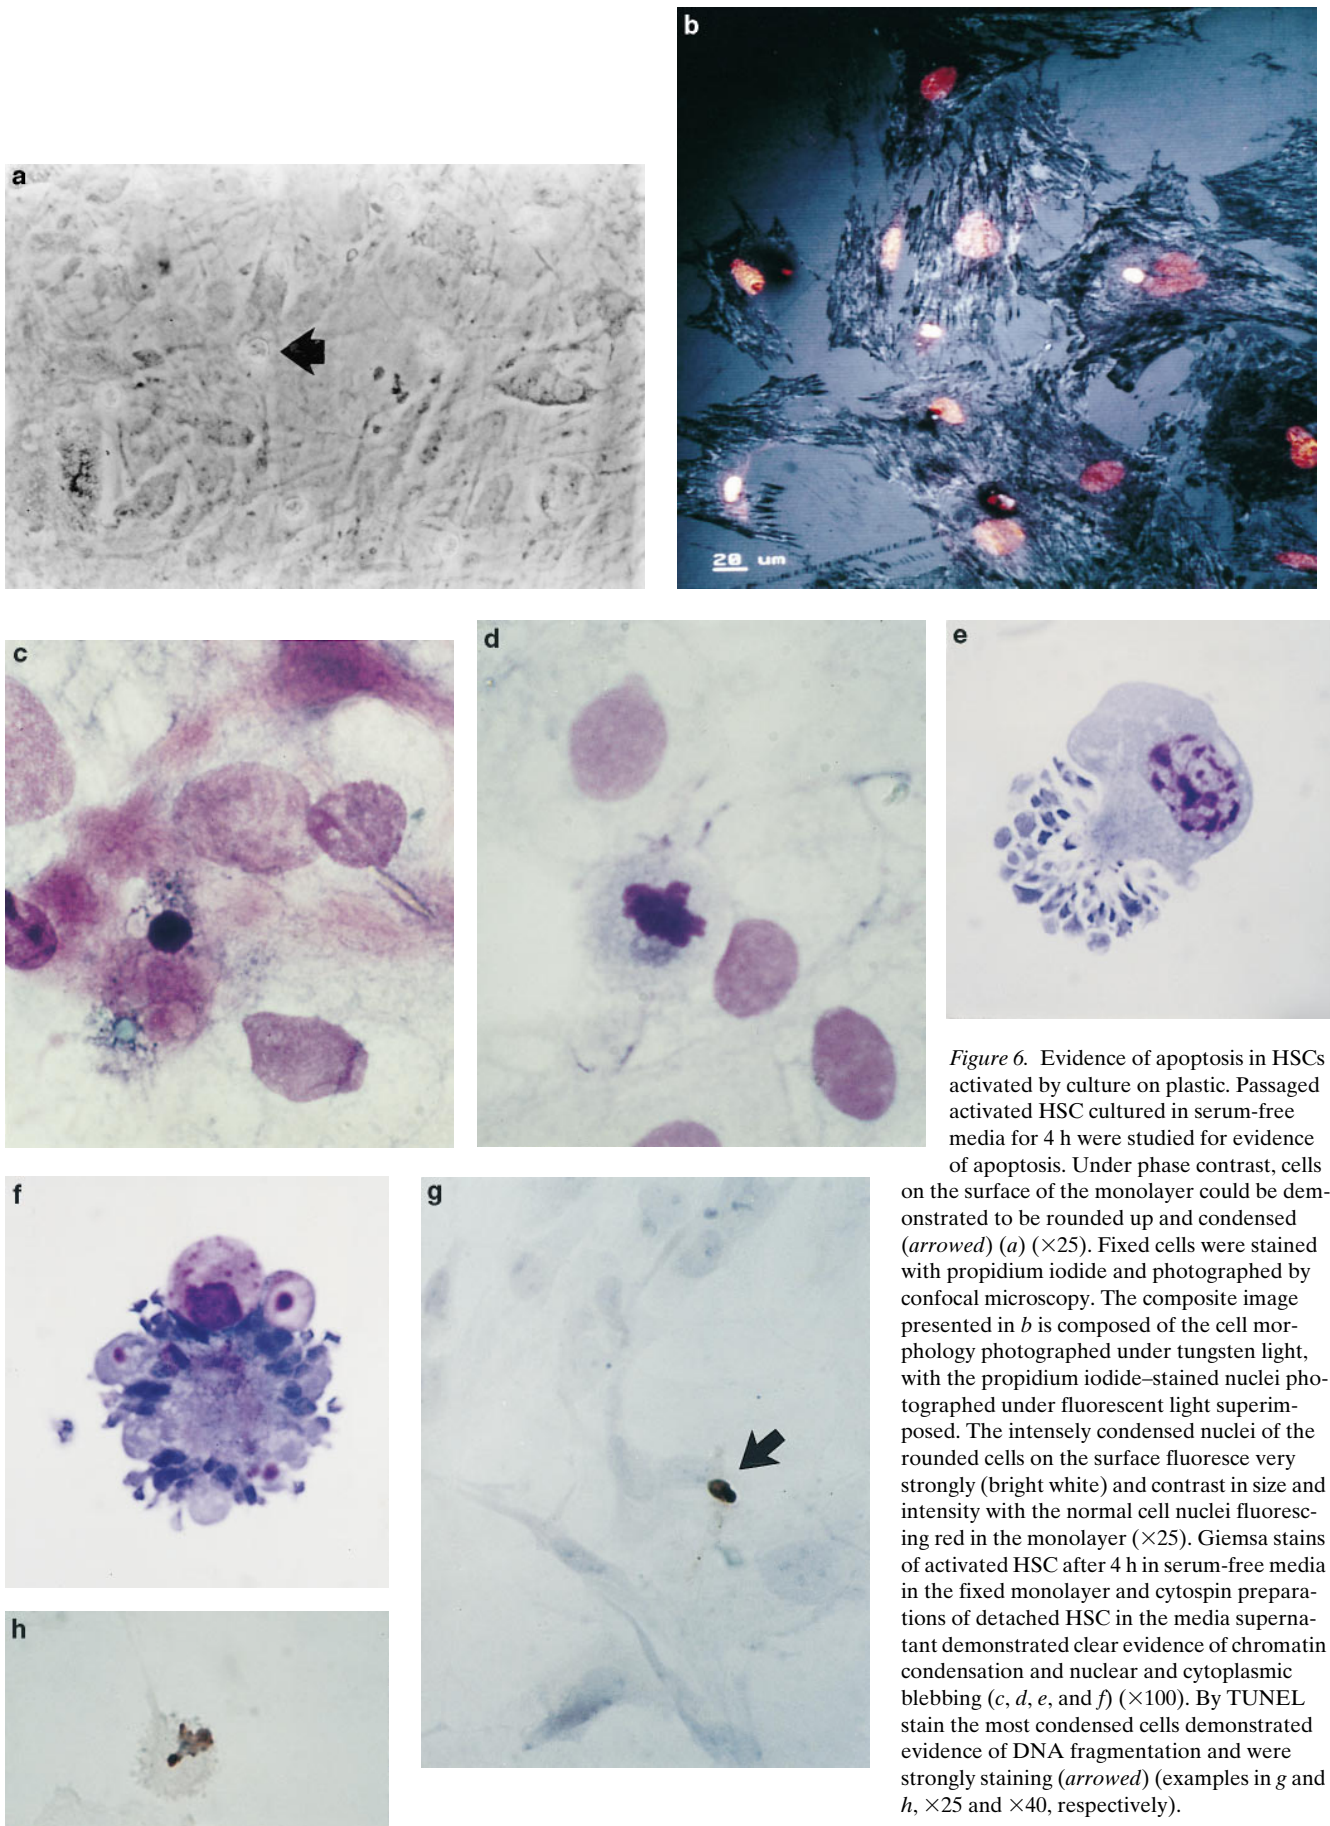 a
b
20 um
c
d
e
Figure 6. Evidence of apoptosis in HSCs
activated by culture on plastic. Passaged
activated HSC cultured in serum-free
media for 4 h were studied for evidence
of apoptosis. Under phase contrast, cells
on the surface of the monolayer could be dem-
onstrated to be rounded up and condensed
(arrowed) (a) (×25). Fixed cells were stained
with propidium iodide and photographed by
confocal microscopy. The composite image
presented in b is composed of the cell mor-
phology photographed under tungsten light,
with the propidium iodide–stained nuclei pho-
tographed under fluorescent light superim-
posed. The intensely condensed nuclei of the
rounded cells on the surface fluoresce very
strongly (bright white) and contrast in size and
intensity with the normal cell nuclei fluoresc-
ing red in the monolayer (×25). Giemsa stains
of activated HSC after 4 h in serum-free media
in the fixed monolayer and cytospin prepara-
tions of detached HSC in the media superna-
tant demonstrated clear evidence of chromatin
condensation and nuclear and cytoplasmic
blebbing (c, d, e, and f) (×100). By TUNEL
stain the most condensed cells demonstrated
evidence of DNA fragmentation and were
strongly staining (arrowed) (examples in g and
h, ×25 and ×40, respectively).
f
g
h